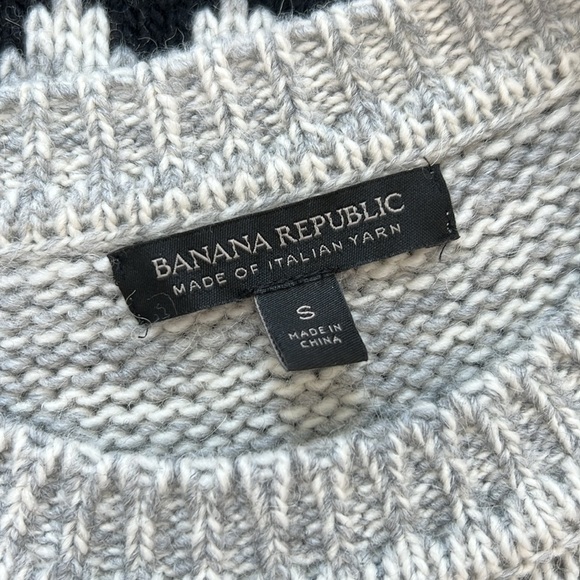 BANANA REPUBLIC
MADE OF ITALIAN YARN
S
MADE IN
CHINA